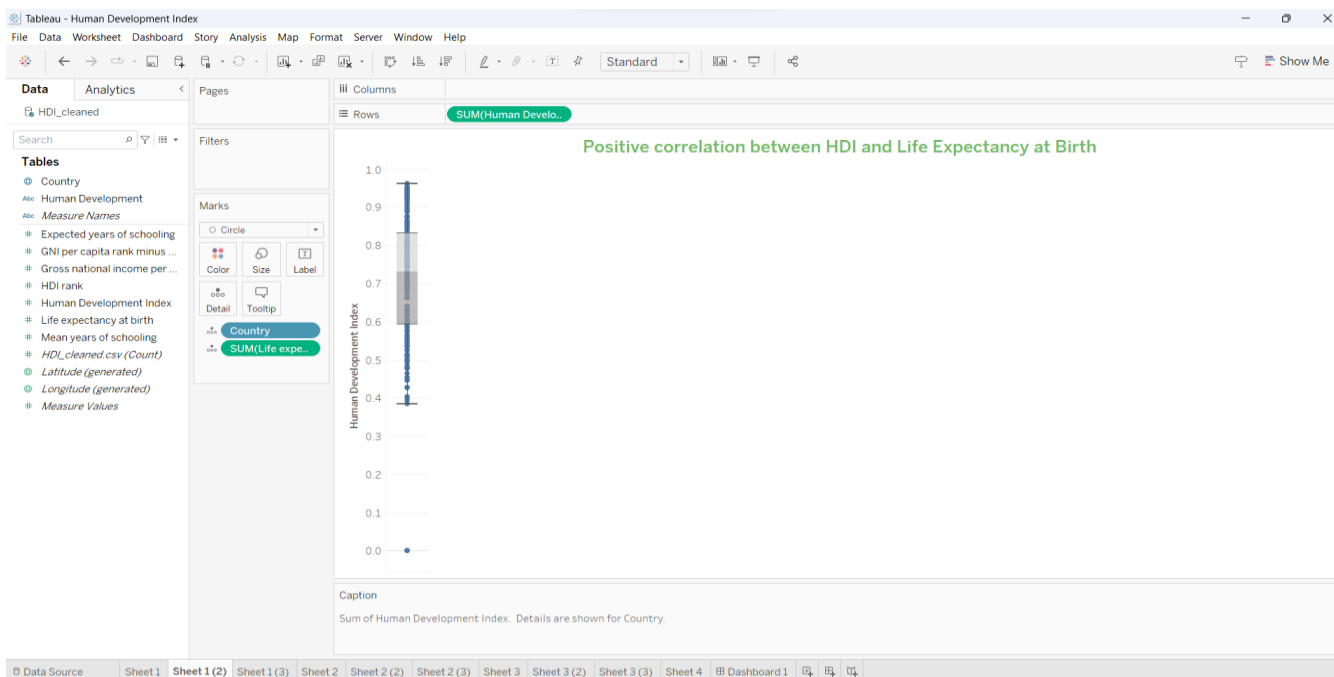 Tableau - Human Development Index
File Data Worksheet Dashboard Story Analysis Map Format Server Window Help
Standard
Show Me
Data Analytics
HDI_cleaned
Search
Tables
Country
Abc Human Development
Abc Measure Names
# Expected years of schooling
# GNI per capita rank minus ...
# Gross national income per ...
# HDI rank
# Human Development Index
# Life expectancy at birth
# Mean years of schooling
# HDI_cleaned.csv (Count)
Latitude (generated)
Longitude (generated)
# Measure Values
Pages
Filters
Marks
Circle
Color Size Label
Detail Tooltip
Country
SUM(Life expe..
Columns
Rows
SUM(Human Develo..
Positive correlation between HDI and Life Expectancy at Birth
Human Development Index
1.0
0.9
0.8
0.7
0.6
0.5
0.4
0.3
0.2
0.1
0.0
Caption
Sum of Human Development Index. Details are shown for Country.
Data Source Sheet 1 Sheet 1 (2) Sheet 1 (3) Sheet 2 Sheet 2 (2) Sheet 2 (3) Sheet 3 Sheet 3 (2) Sheet 3 (3) Sheet 4 Dashboard 1